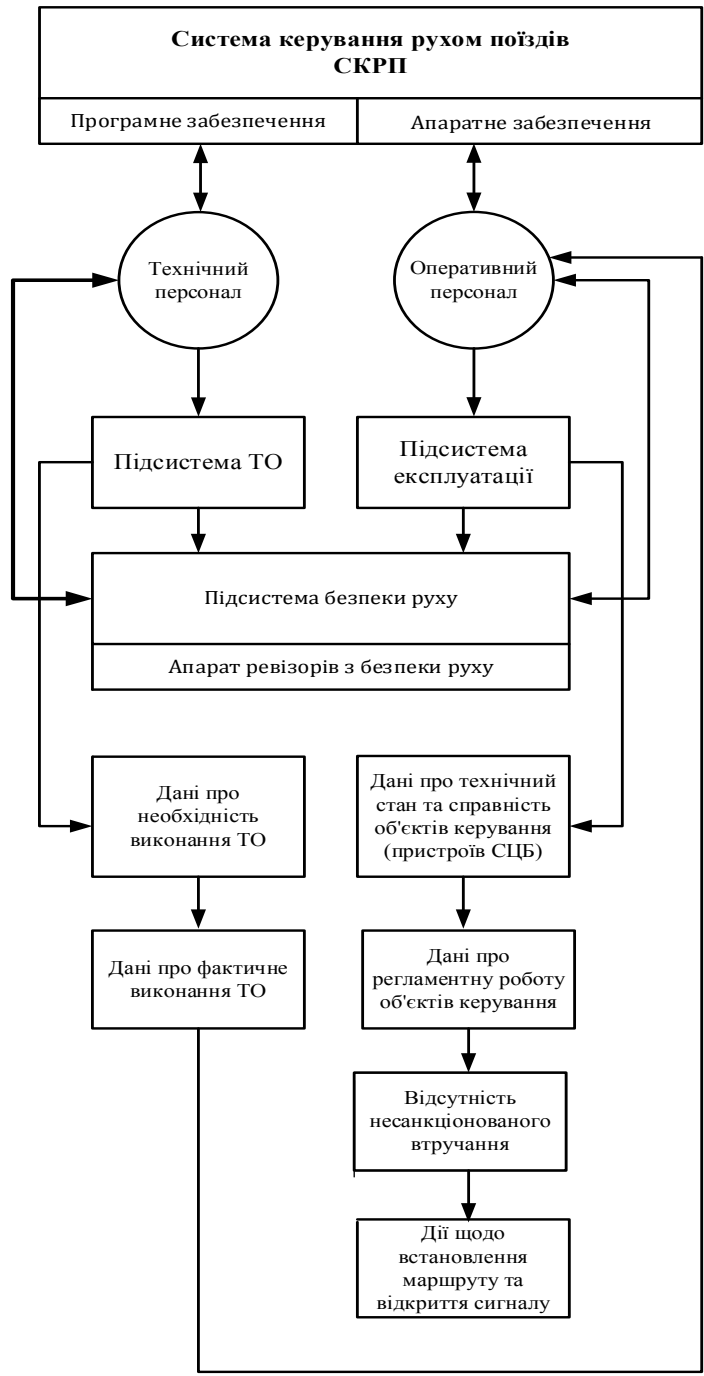 Система керування рухом поїздів
СКРП
Програмне забезпечення
Апаратне забезпечення
Технічний
персонал
Оперативний
персонал
Підсистема ТО
Підсистема
експлуатації
Підсистема безпеки руху
Апарат ревізорів з безпеки руху
Дані про
необхідність
виконання ТО
Дані про технічний
стан та справність
об'єктів керування
(пристроїв СЦБ)
Дані про фактичне
виконання ТО
Дані про
регламентну роботу
об'єктів керування
Відсутність
несанкціонованого
втручання
Дії щодо
встановлення
маршруту та
відкриття сигналу